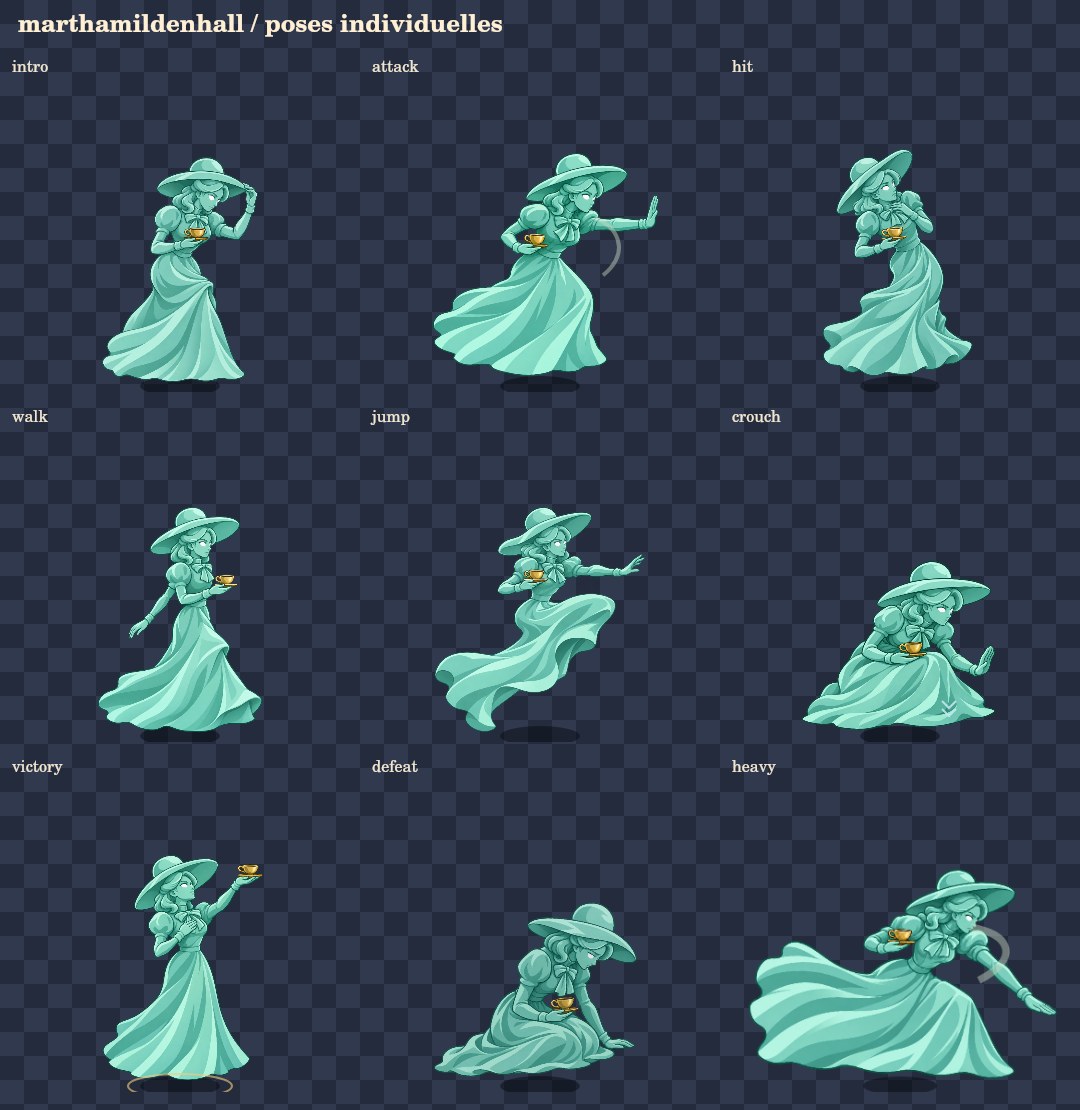 marthamildenhall / poses individuelles
intro
attack
hit
walk
jump
crouch
victory
defeat
heavy